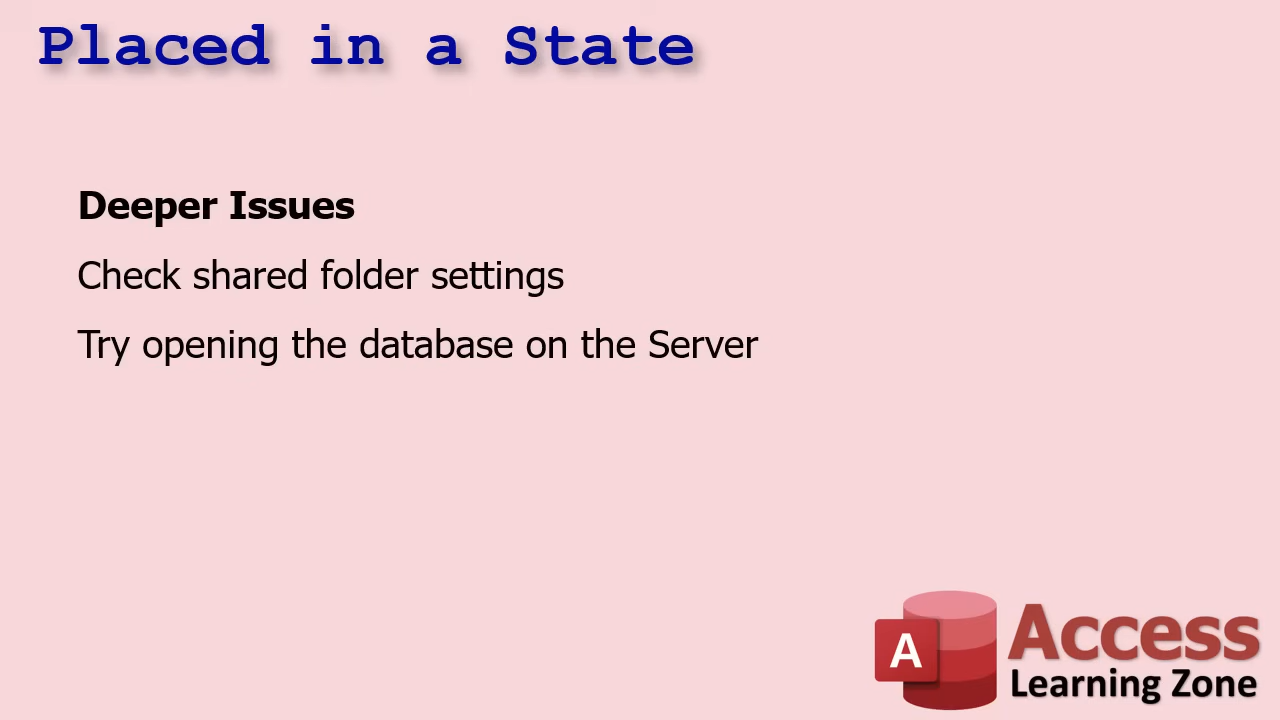 Placed in a State
Deeper Issues
Check shared folder settings
Try opening the database on the Server
A
Access
Learning Zone